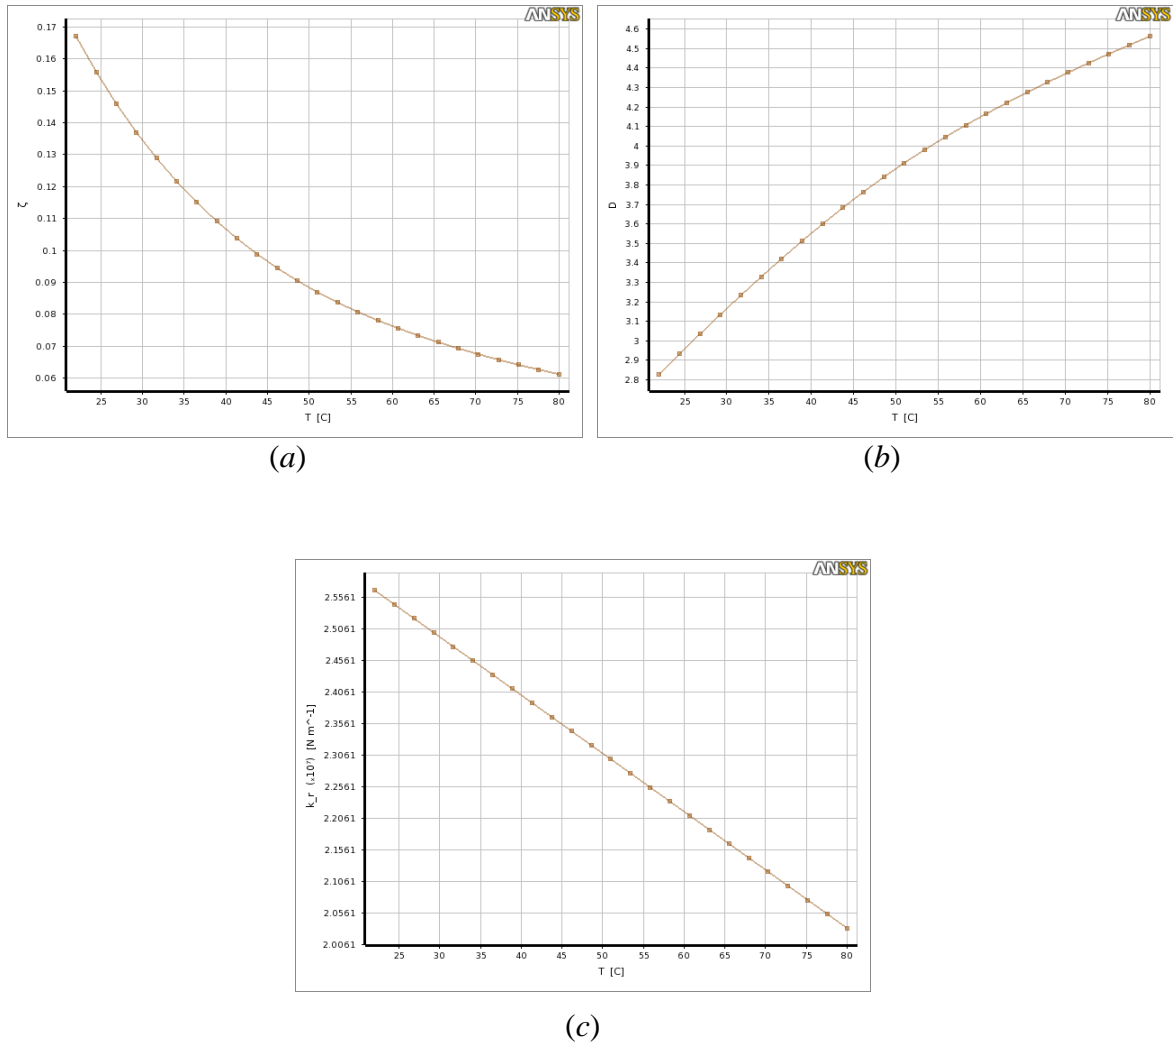 ANSYS
0.17
0.16
0.15
0.14
0.13
0.12
0.11
0.1
0.09
0.08
0.07
0.06
ζ
25 30 35 40 45 50 55 60 65 70 75 80
T [C]
(a)
ANSYS
4.6
4.5
4.4
4.3
4.2
4.1
4
3.9
3.8
3.7
3.6
3.5
3.4
3.3
3.2
3.1
3
2.9
2.8
D
25 30 35 40 45 50 55 60 65 70 75 80
T [C]
(b)
ANSYS
2.5561
2.5061
2.4561
2.4061
2.3561
2.3061
2.2561
2.2061
2.1561
2.1061
2.0561
2.0061
k_r (ₓ10⁷) [N m^-1]
25 30 35 40 45 50 55 60 65 70 75 80
T [C]
(c)